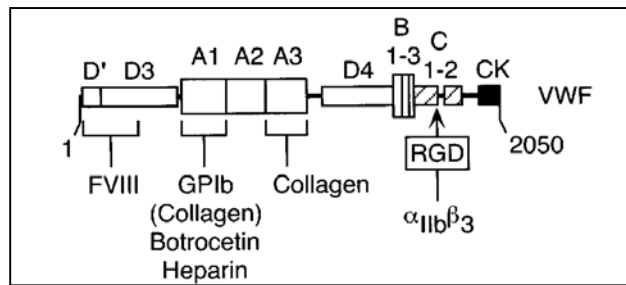 B C
A1 A2 A3 1-3 1-2
D' D3 D4 CK
VWF
1 2050
FVIII GPIb Collagen RGD
(Collagen) αIIbβ3
Botrocetin
Heparin